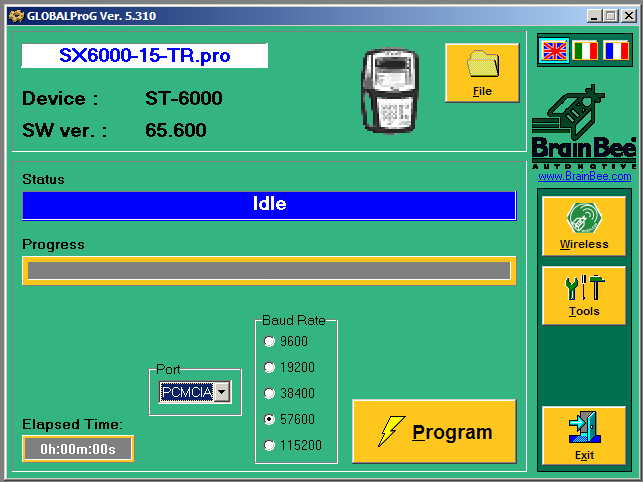 GLOBALProG Ver. 5.310
SX6000-15-TR.pro
Device : ST-6000
SW ver. : 65.600
File
BrainBee
AUTOMOTIVE
www.BrainBee.com
Status
Idle
Wireless
Progress
Tools
Baud Rate
9600
19200
38400
57600
115200
Port
PCMCIA
Elapsed Time:
0h:00m:00s
Program
Exit